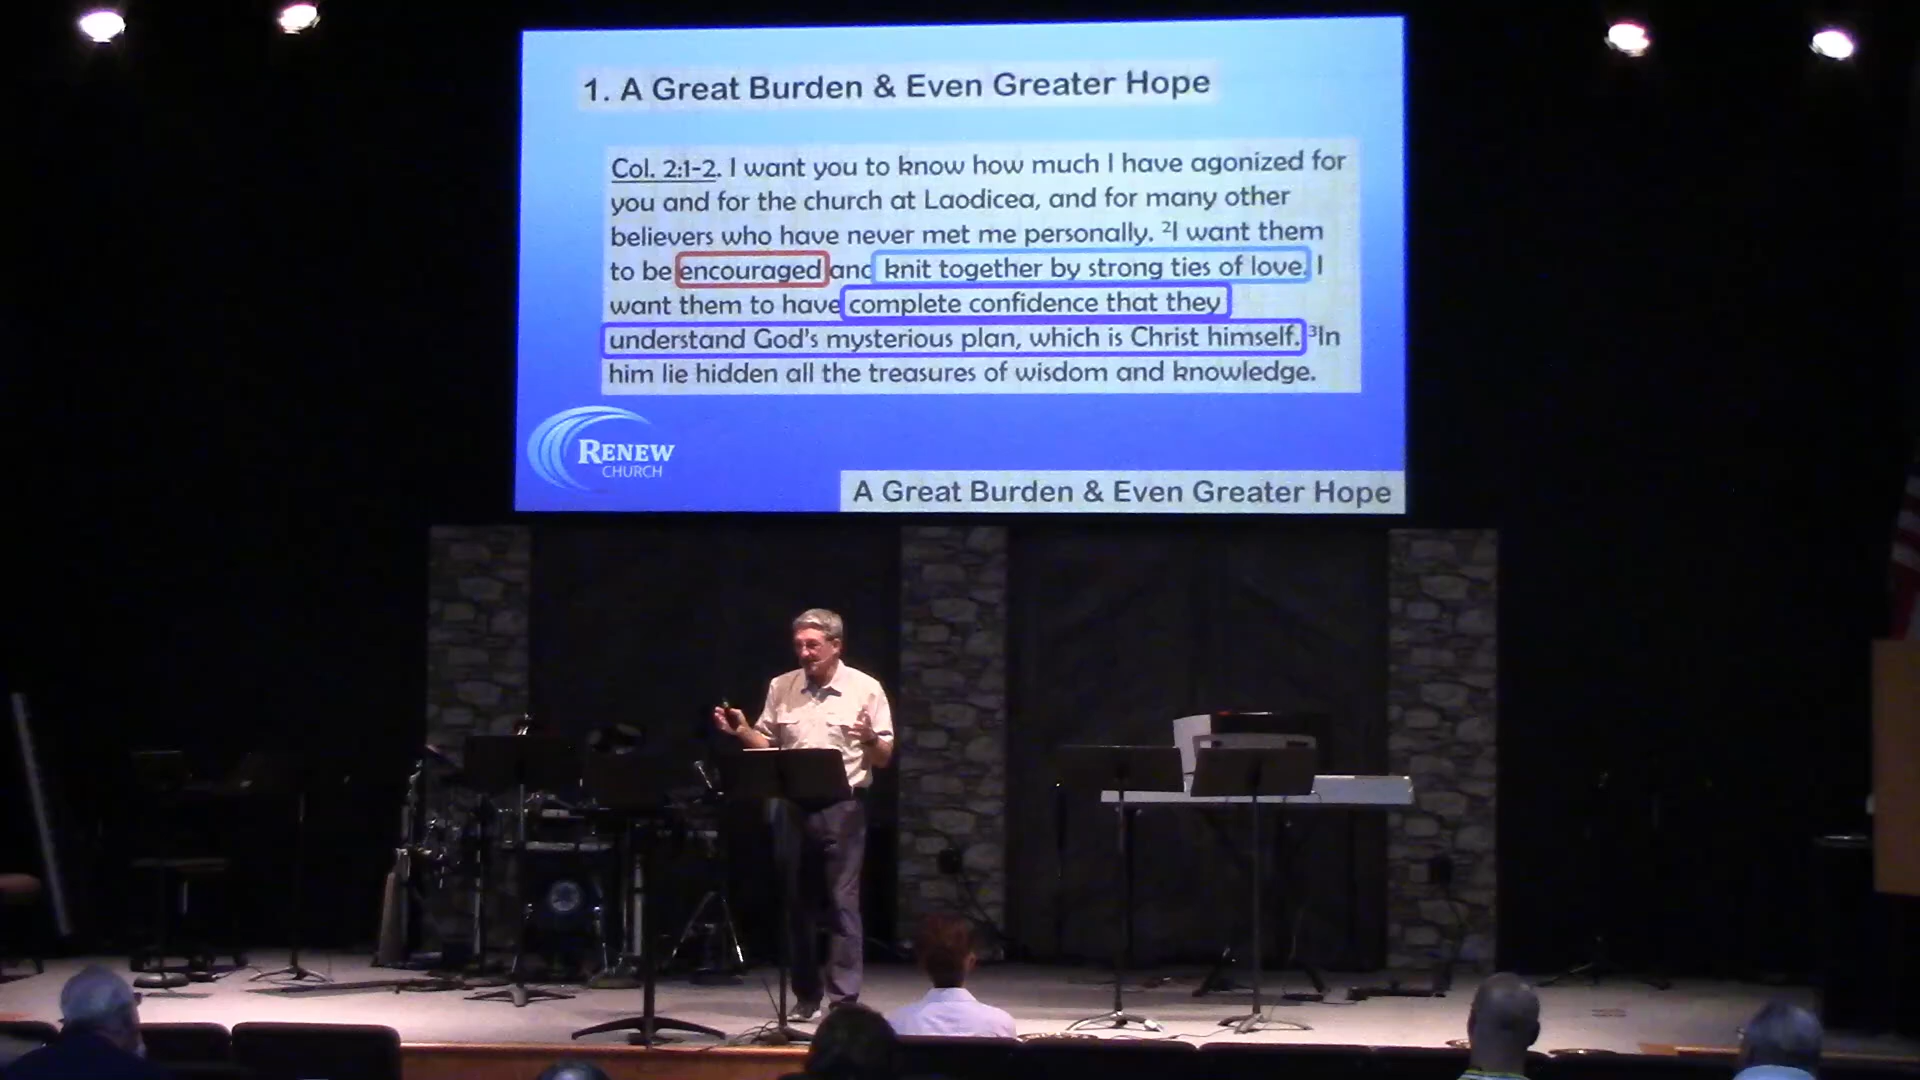 1. A Great Burden & Even Greater Hope
Col. 2:1-2. I want you to know how much I have agonized for
you and for the church at Laodicea, and for many other
believers who have never met me personally. ²I want them
to be encouraged and knit together by strong ties of love. I
want them to have complete confidence that they
understand God's mysterious plan, which is Christ himself. ³In
him lie hidden all the treasures of wisdom and knowledge.
RENEW
CHURCH
A Great Burden & Even Greater Hope